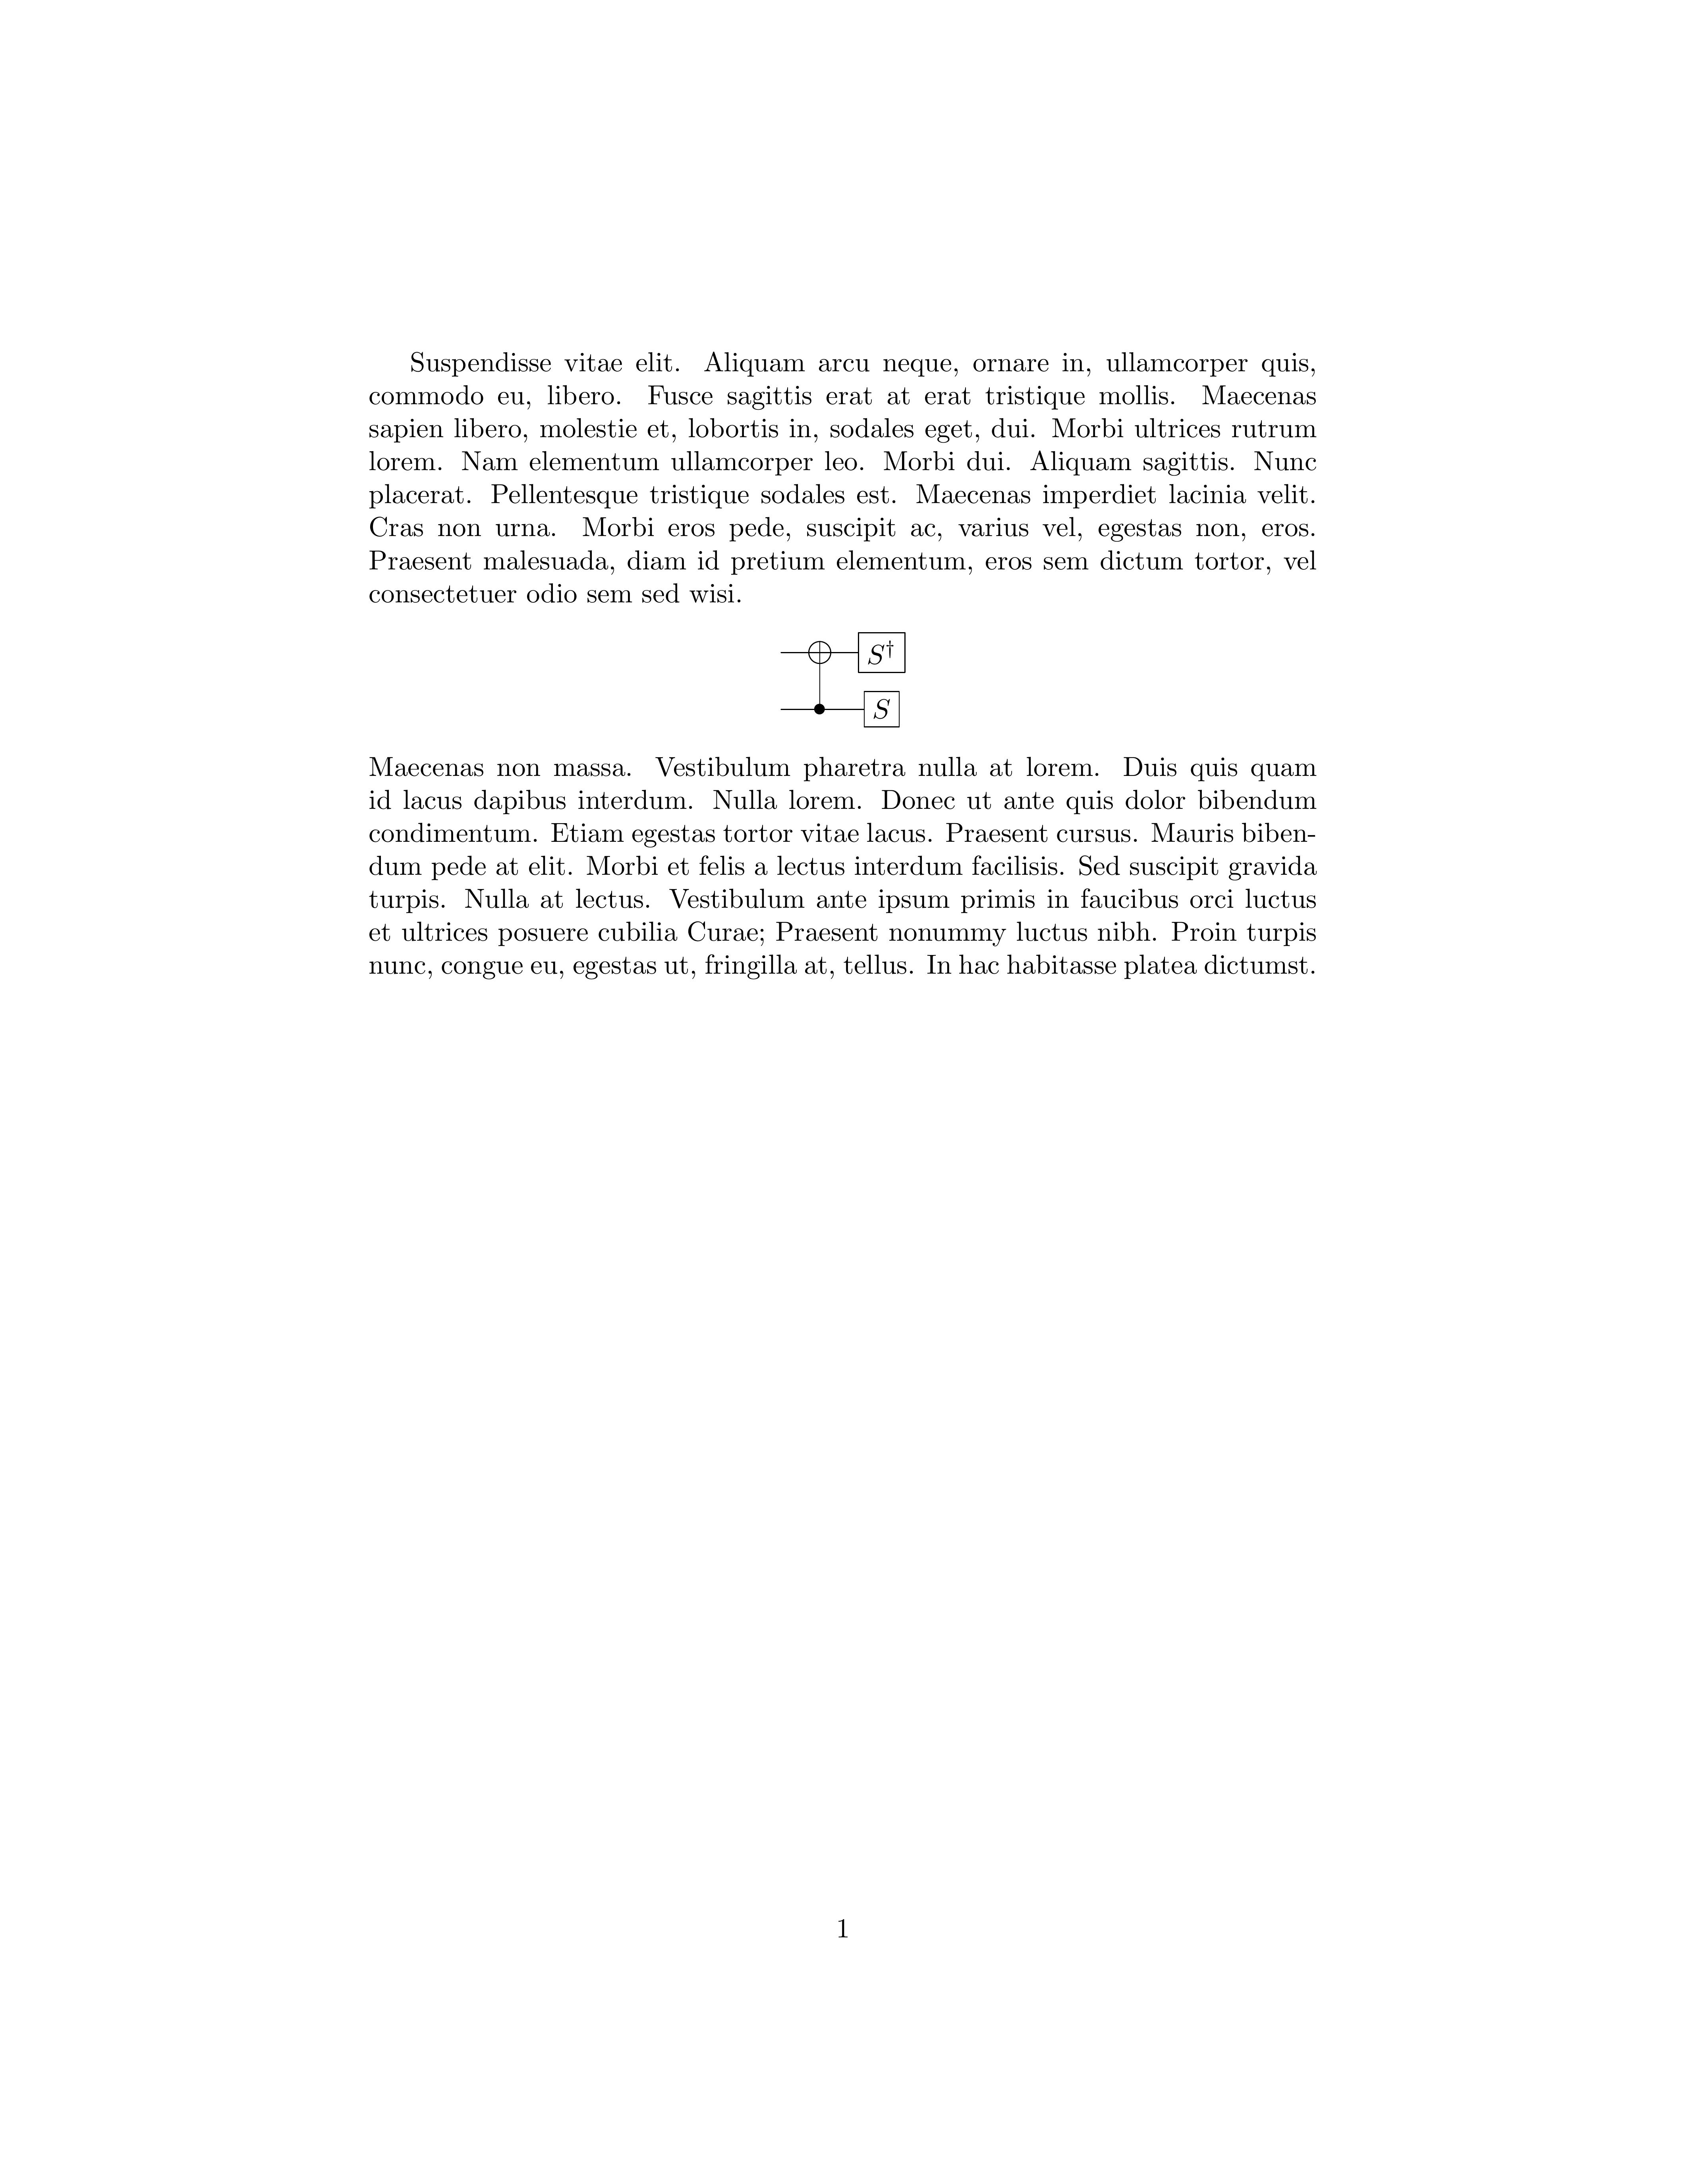 Suspendisse vitae elit. Aliquam arcu neque, ornare in, ullamcorper quis,
commodo eu, libero. Fusce sagittis erat at erat tristique mollis. Maecenas
sapien libero, molestie et, lobortis in, sodales eget, dui. Morbi ultrices rutrum
lorem. Nam elementum ullamcorper leo. Morbi dui. Aliquam sagittis. Nunc
placerat. Pellentesque tristique sodales est. Maecenas imperdiet lacinia velit.
Cras non urna. Morbi eros pede, suscipit ac, varius vel, egestas non, eros.
Praesent malesuada, diam id pretium elementum, eros sem dictum tortor, vel
consectetuer odio sem sed wisi.
S†
S
Maecenas non massa. Vestibulum pharetra nulla at lorem. Duis quis quam
id lacus dapibus interdum. Nulla lorem. Donec ut ante quis dolor bibendum
condimentum. Etiam egestas tortor vitae lacus. Praesent cursus. Mauris biben-
dum pede at elit. Morbi et felis a lectus interdum facilisis. Sed suscipit gravida
turpis. Nulla at lectus. Vestibulum ante ipsum primis in faucibus orci luctus
et ultrices posuere cubilia Curae; Praesent nonummy luctus nibh. Proin turpis
nunc, congue eu, egestas ut, fringilla at, tellus. In hac habitasse platea dictumst.
1